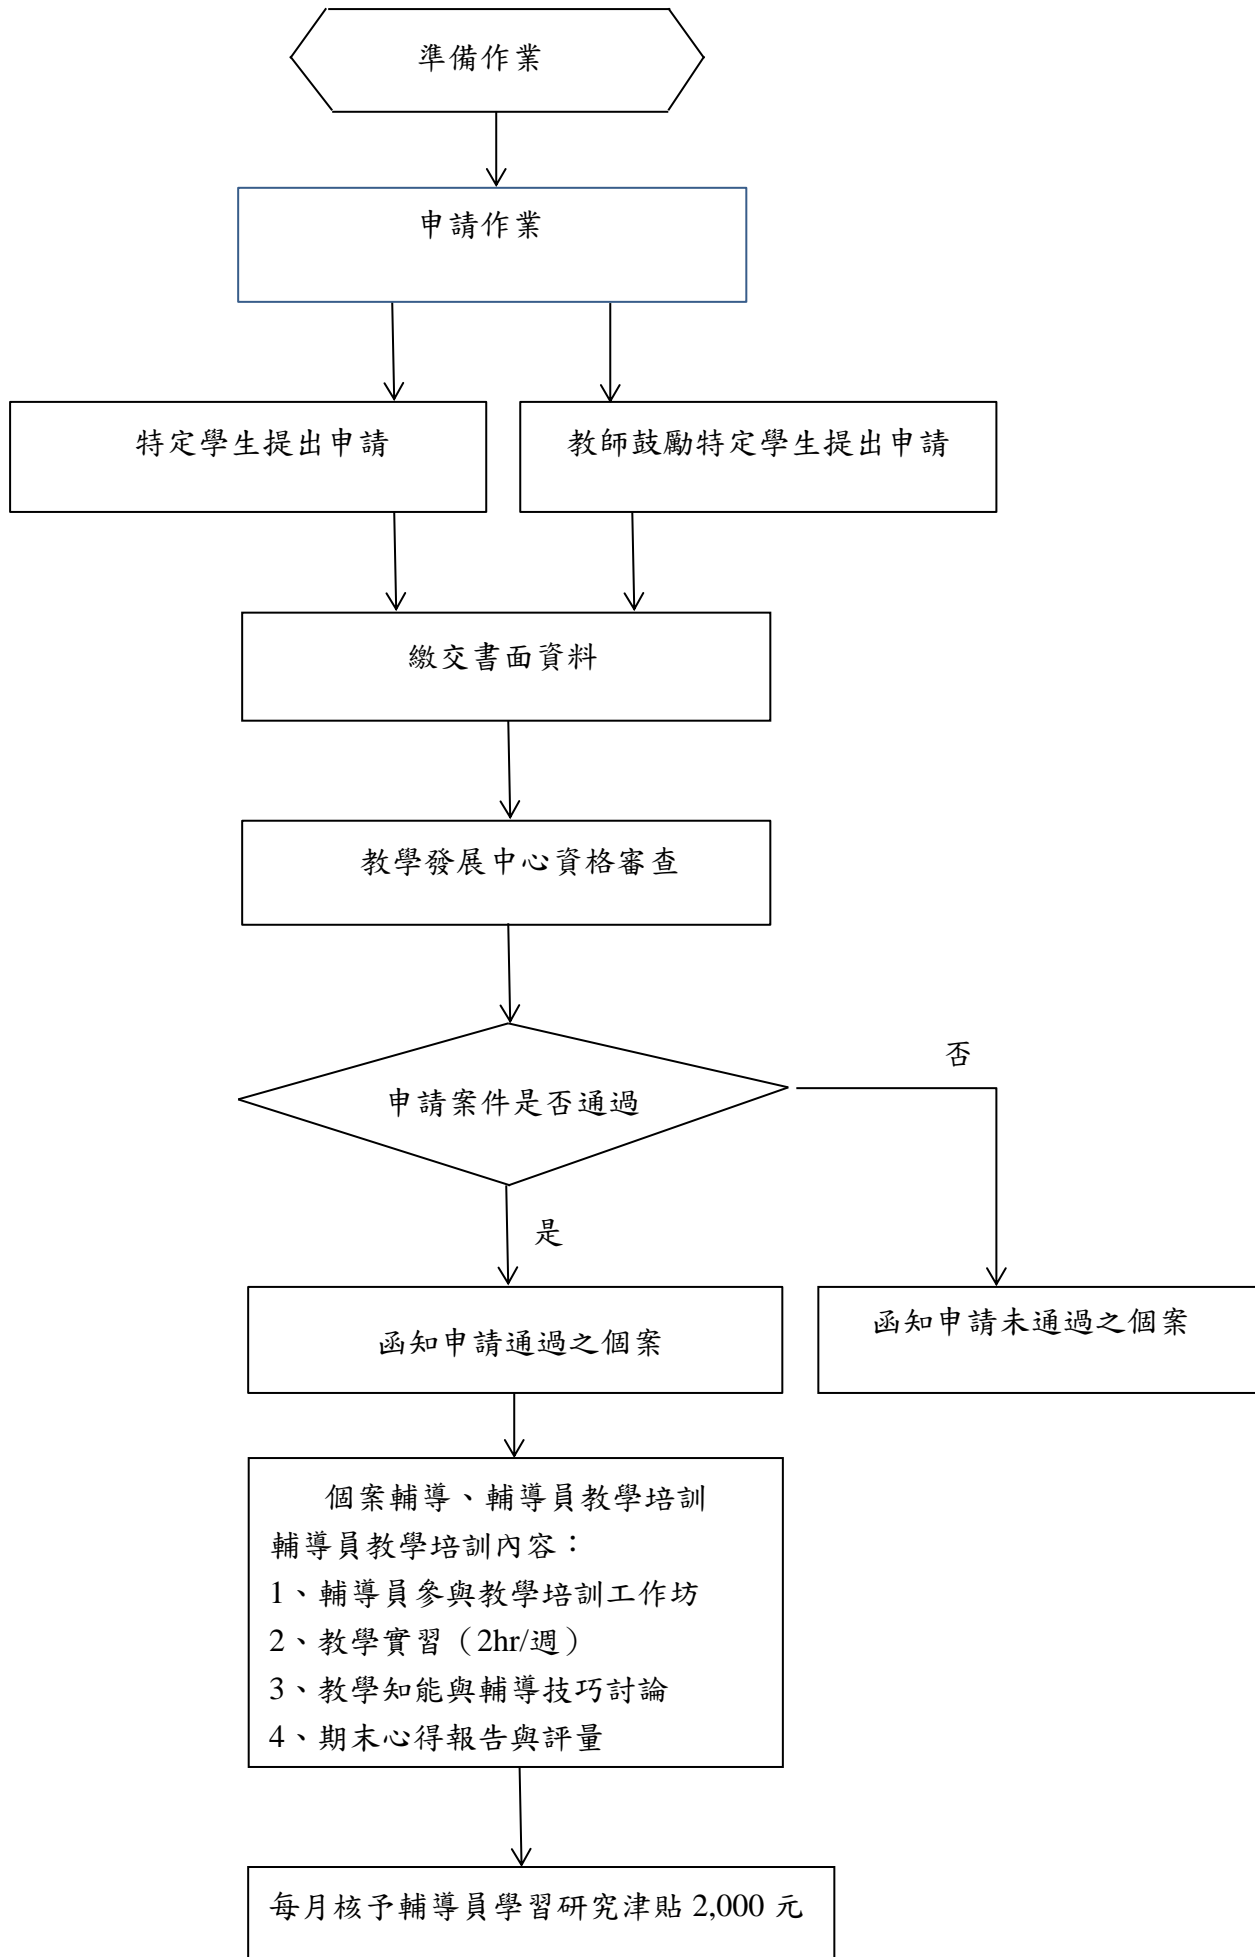 準備作業
申請作業
特定學生提出申請
教師鼓勵特定學生提出申請
繳交書面資料
教學發展中心資格審查
申請案件是否通過
否
是
函知申請通過之個案
函知申請未通過之個案
個案輔導、輔導員教學培訓
輔導員教學培訓內容：
1、輔導員參與教學培訓工作坊
2、教學實習（2hr/週）
3、教學知能與輔導技巧討論
4、期末心得報告與評量
每月核予輔導員學習研究津貼 2,000 元